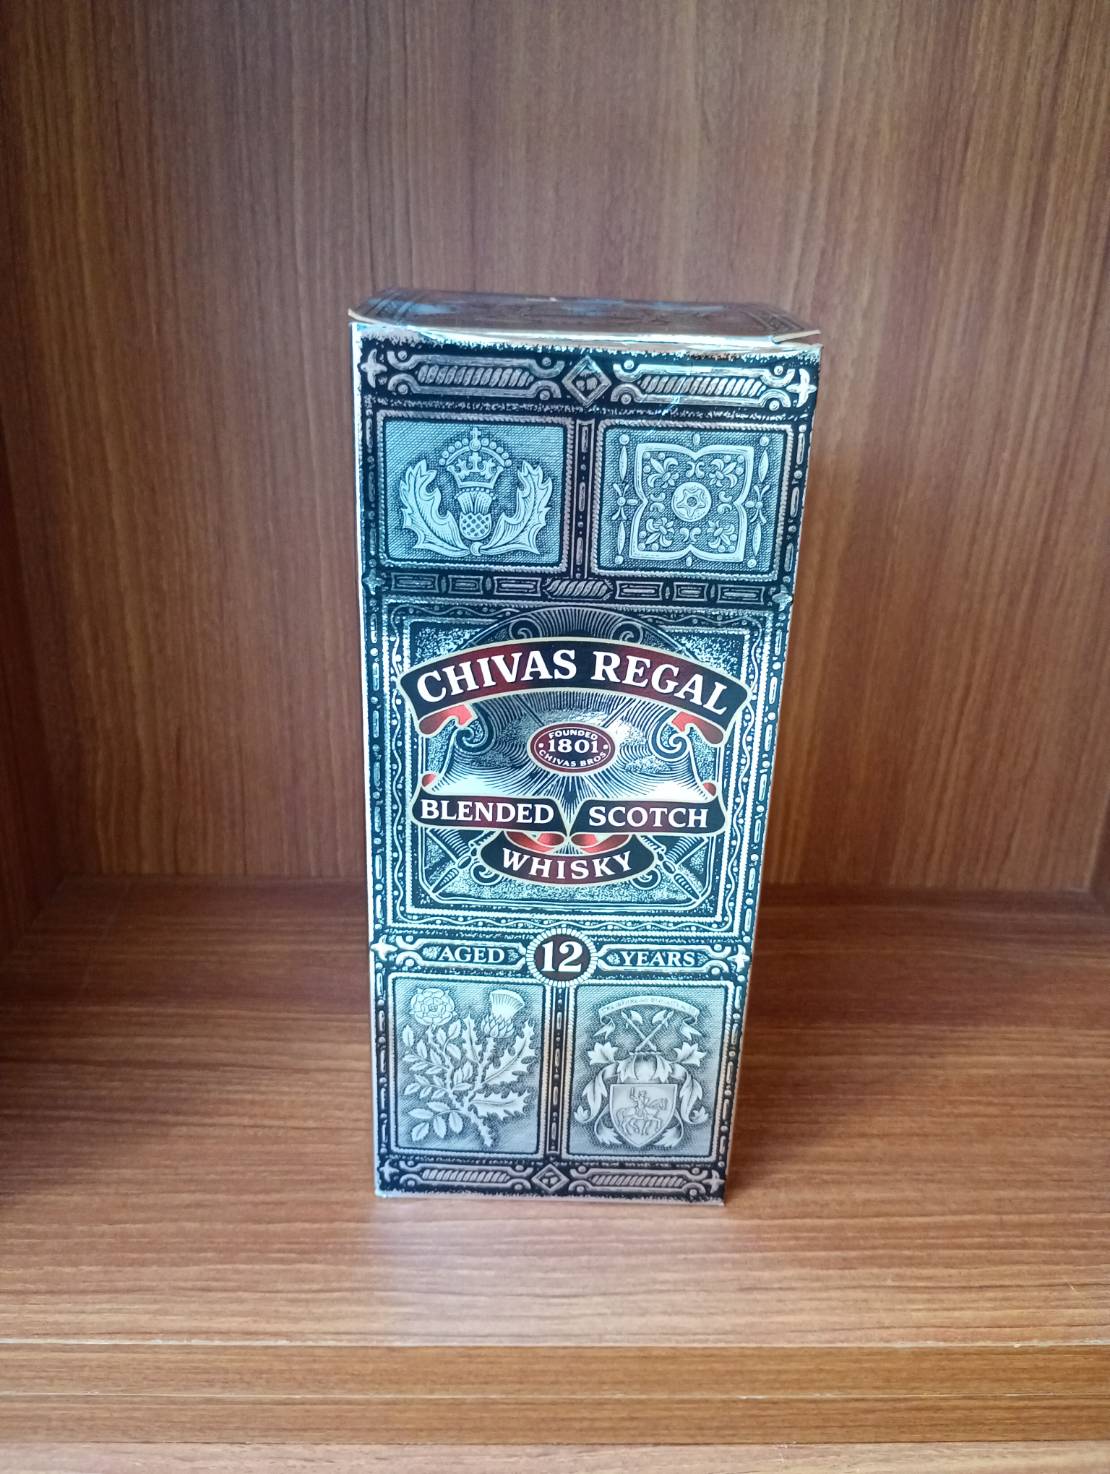 CHIVAS REGAL
FOUNDED
1801
CHIVAS BROS
BLENDED SCOTCH
WHISKY
AGED 12 YEARS